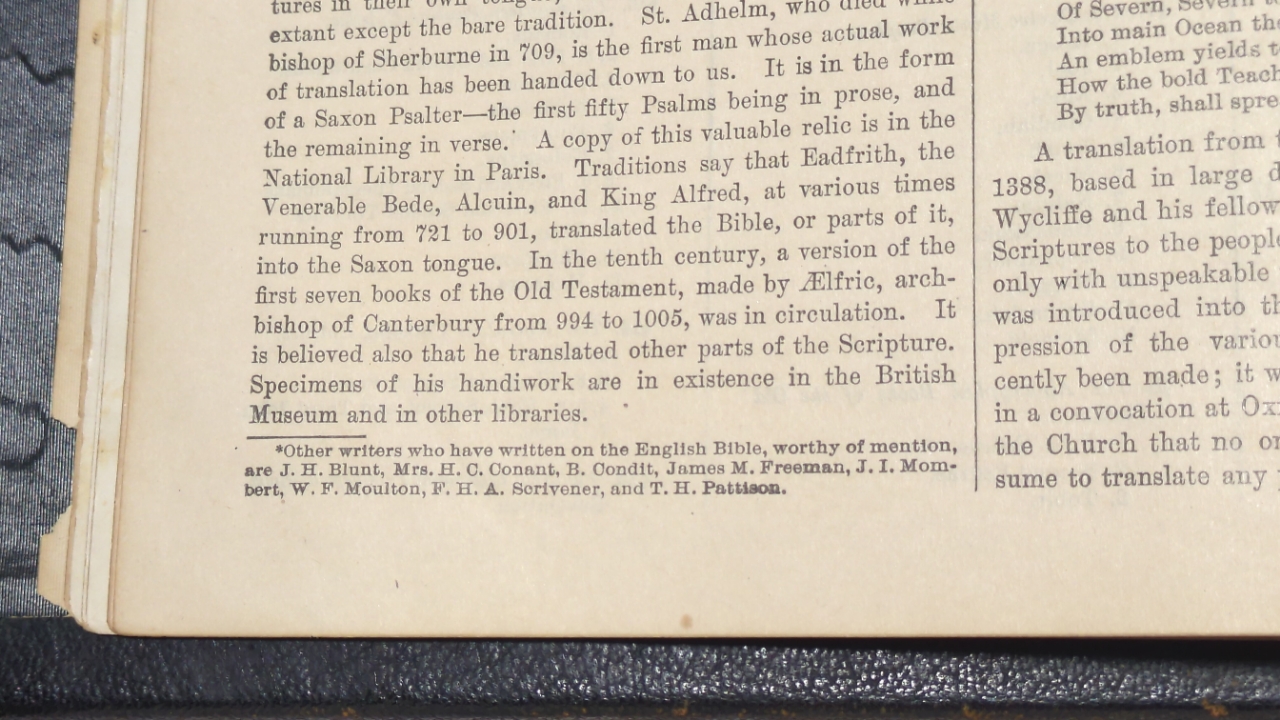 tures in their own tongue,
extant except the bare tradition. St. Adhelm, who died while
bishop of Sherburne in 709, is the first man whose actual work
of translation has been handed down to us. It is in the form
of a Saxon Psalter—the first fifty Psalms being in prose, and
the remaining in verse. A copy of this valuable relic is in the
National Library in Paris. Traditions say that Eadfrith, the
Venerable Bede, Alcuin, and King Alfred, at various times
running from 721 to 901, translated the Bible, or parts of it,
into the Saxon tongue. In the tenth century, a version of the
first seven books of the Old Testament, made by Ælfric, arch-
bishop of Canterbury from 994 to 1005, was in circulation. It
is believed also that he translated other parts of the Scripture.
Specimens of his handiwork are in existence in the British
Museum and in other libraries.
*Other writers who have written on the English Bible, worthy of mention,
are J. H. Blunt, Mrs. H. C. Conant, B. Condit, James M. Freeman, J. I. Mom-
bert, W. F. Moulton, F. H. A. Scrivener, and T. H. Pattison.
Of Severn, Severn
Into main Ocean
An emblem yields
How the bold Teach
By truth, shall spre
A translation from
1388, based in large
Wycliffe and his fellow
Scriptures to the people
only with unspeakable
was introduced into
pression of the variou
cently been made; it
in a convocation at Ox
the Church that no
sume to translate any